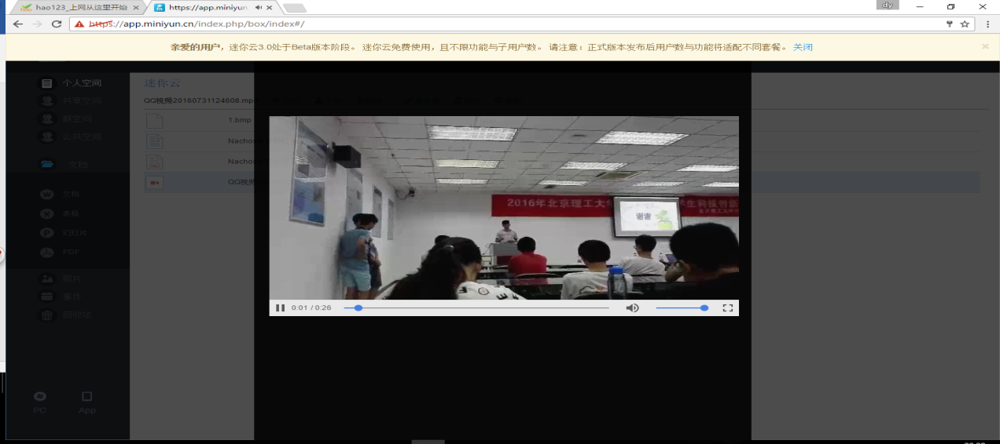 hao123_上网从这里开始
https://app.miniyun.
dy
https://app.miniyun.cn/index.php/box/index#/
亲爱的用户，迷你云3.0处于Beta版本阶段。 迷你云免费使用，且不限功能与子用户数。 请注意：正式版本发布后用户数与功能将适配不同套餐。 关闭
个人空间
共享空间
群空间
公共空间
文档
文档
表格
幻灯片
PDF
照片
事件
回收站
PC
App
迷你云
QQ视频20160731124608.mp
1.bmp
Nachos
Nachos
QQ视频
2016年北京理工大学
生科技创新
谢谢
0:01 / 0:26